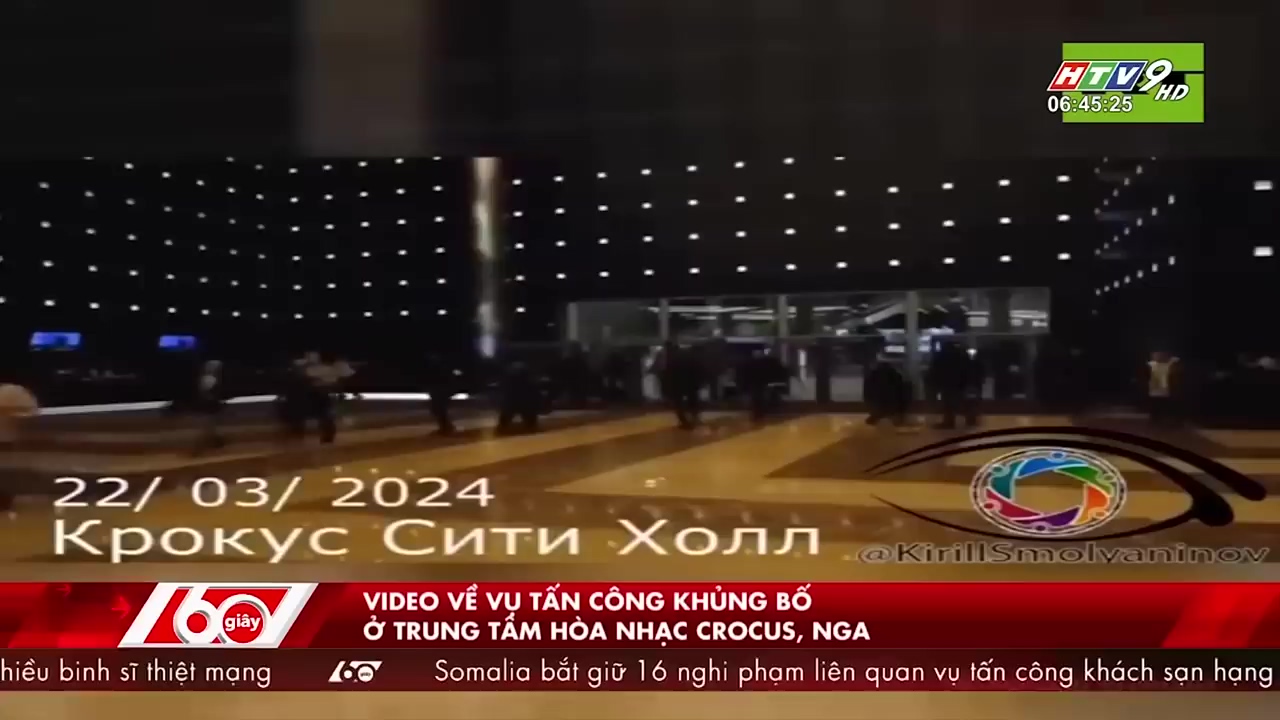 HTV9 HD
06:45:25
22/ 03/ 2024
Крокус Сити Холл
@KirillSmolyaninov
60 giây
VIDEO VỀ VỤ TẤN CÔNG KHỦNG BỐ
Ở TRUNG TÂM HÒA NHẠC CROCUS, NGA
hiều binh sĩ thiệt mạng 60 giây Somalia bắt giữ 16 nghi phạm liên quan vụ tấn công khách sạn hạng